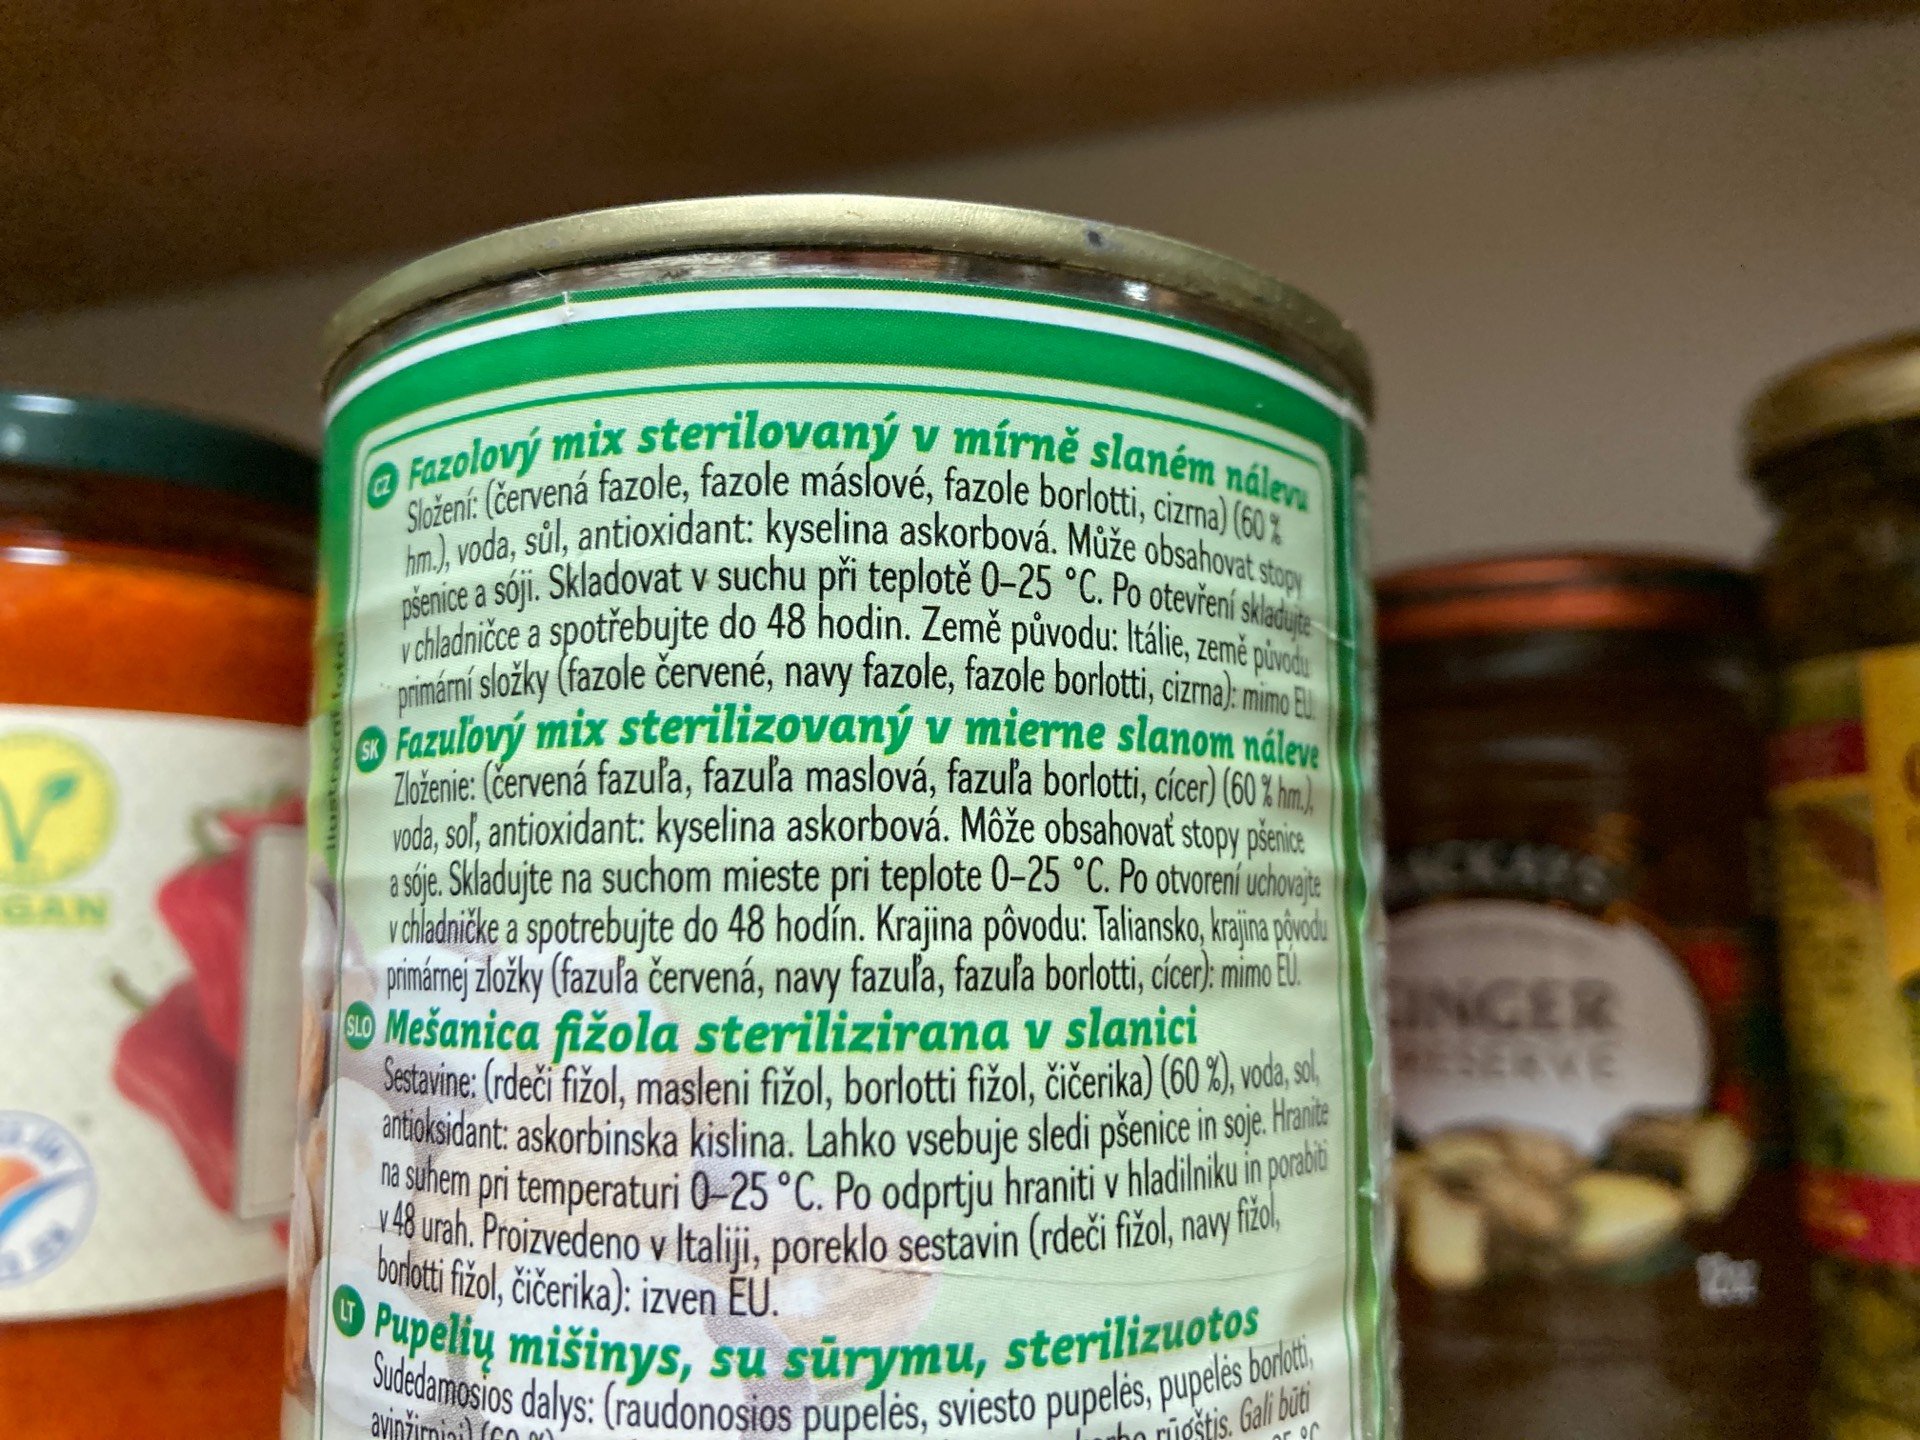 CZ Fazolový mix sterilovaný v mírně slaném nálevu
Složení: (červená fazole, fazole máslové, fazole borlotti, cizrna) (60 %
hm.), voda, sůl, antioxidant: kyselina askorbová. Může obsahovat stopy
pšenice a sóji. Skladovat v suchu při teplotě 0–25 °C. Po otevření skladujte
v chladničce a spotřebujte do 48 hodin. Země původu: Itálie, země původu
primární složky (fazole červené, navy fazole, fazole borlotti, cizrna): mimo EU.
SK Fazuľový mix sterilizovaný v mierne slanom náleve
Zloženie: (červená fazuľa, fazuľa maslová, fazuľa borlotti, cícer) (60 % hm.),
voda, soľ, antioxidant: kyselina askorbová. Môže obsahovať stopy pšenice
a sóje. Skladujte na suchom mieste pri teplote 0–25 °C. Po otvorení uchovajte
v chladničke a spotrebujte do 48 hodín. Krajina pôvodu: Taliansko, krajina pôvodu
primárnej zložky (fazuľa červená, navy fazuľa, fazuľa borlotti, cícer): mimo EÚ.
SLO Mešanica fižola sterilizirana v slanici
Sestavine: (rdeči fižol, masleni fižol, borlotti fižol, čičerika) (60 %), voda, sol,
antioksidant: askorbinska kislina. Lahko vsebuje sledi pšenice in soje. Hranite
na suhem pri temperaturi 0–25 °C. Po odprtju hraniti v hladilniku in porabiti
v 48 urah. Proizvedeno v Italiji, poreklo sestavin (rdeči fižol, navy fižol,
borlotti fižol, čičerika): izven EU.
LT Pupelių mišinys, su sūrymu, sterilizuotos
Sudedamosios dalys: (raudonosios pupelės, sviesto pupelės, pupelės borlotti,
rūgštis. Gali būti
GINGER